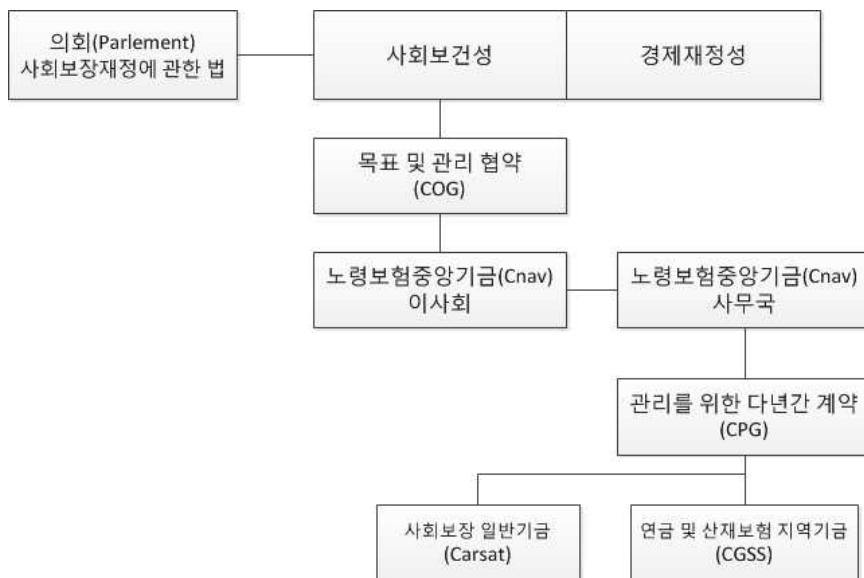 의회(Parlement)
사회보장재정에 관한 법
사회보건성
경제재정성
목표 및 관리 협약
(COG)
노령보험중앙기금(Cnav)
이사회
노령보험중앙기금(Cnav)
사무국
관리를 위한 다년간 계약
(CPG)
사회보장 일반기금
(Carsat)
연금 및 산재보험 지역기금
(CGSS)